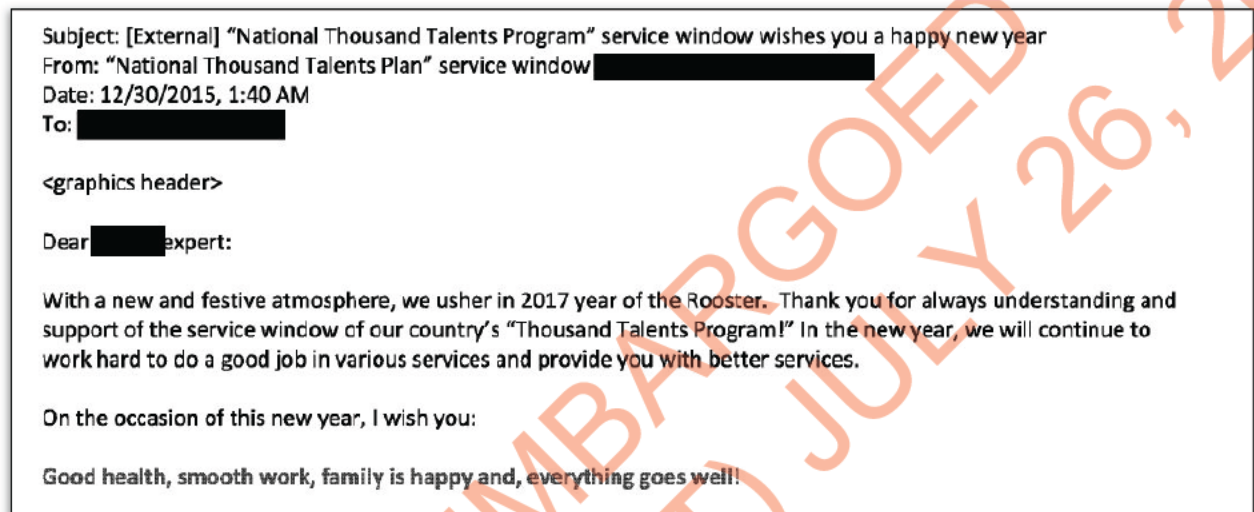 Subject: [External] “National Thousand Talents Program” service window wishes you a happy new year
From: “National Thousand Talents Plan” service window
Date: 12/30/2015, 1:40 AM
To:
<graphics header>
Dear expert:
With a new and festive atmosphere, we usher in 2017 year of the Rooster. Thank you for always understanding and
support of the service window of our country’s “Thousand Talents Program!” In the new year, we will continue to
work hard to do a good job in various services and provide you with better services.
On the occasion of this new year, I wish you:
Good health, smooth work, family is happy and, everything goes well!
JULY 26,